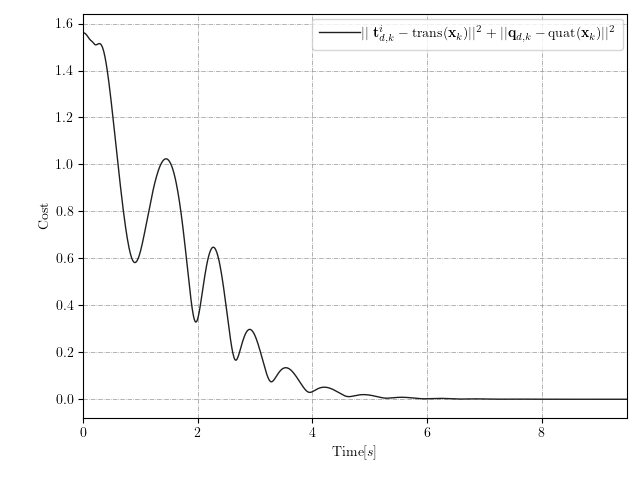 || t^i_{d,k} − trans(x_k)||² + ||q_{d,k} − quat(x_k)||²
1.6
1.4
1.2
1.0
0.8
0.6
0.4
0.2
0.0
Cost
0 2 4 6 8
Time[s]